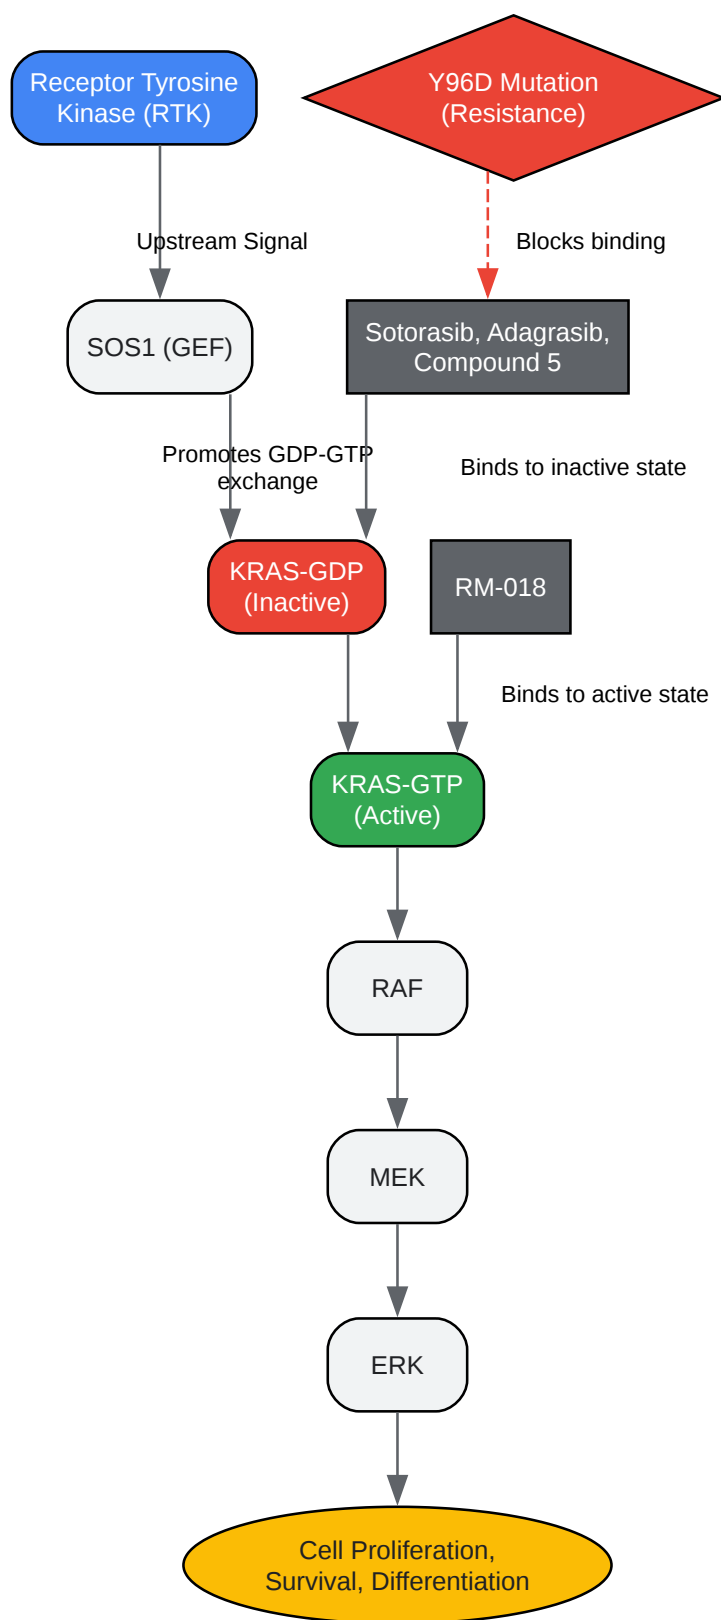 Receptor Tyrosine
Kinase (RTK)
Y96D Mutation
(Resistance)
Upstream Signal
Blocks binding
SOS1 (GEF)
Sotorasib, Adagrasib,
Compound 5
Promotes GDP-GTP
exchange
Binds to inactive state
KRAS-GDP
(Inactive)
RM-018
Binds to active state
KRAS-GTP
(Active)
RAF
MEK
ERK
Cell Proliferation,
Survival, Differentiation